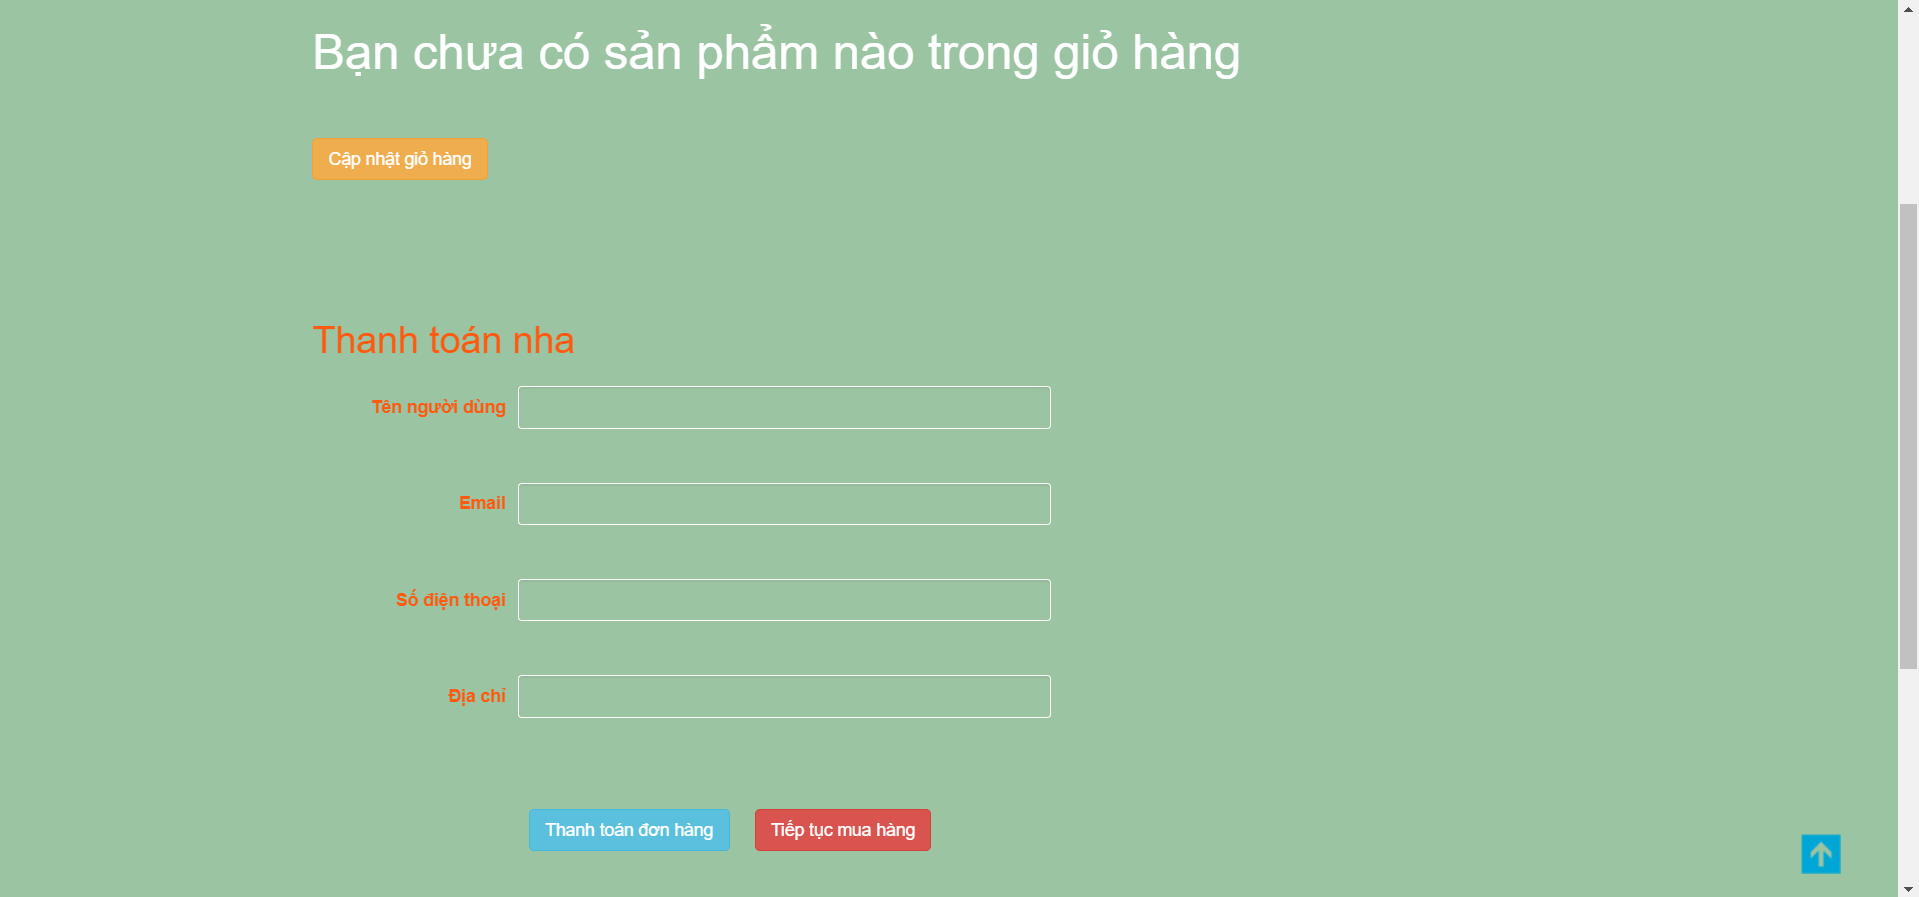 Bạn chưa có sản phẩm nào trong giỏ hàng
Cập nhật giỏ hàng
Thanh toán nha
Tên người dùng
Email
Số điện thoại
Địa chỉ
Thanh toán đơn hàng
Tiếp tục mua hàng